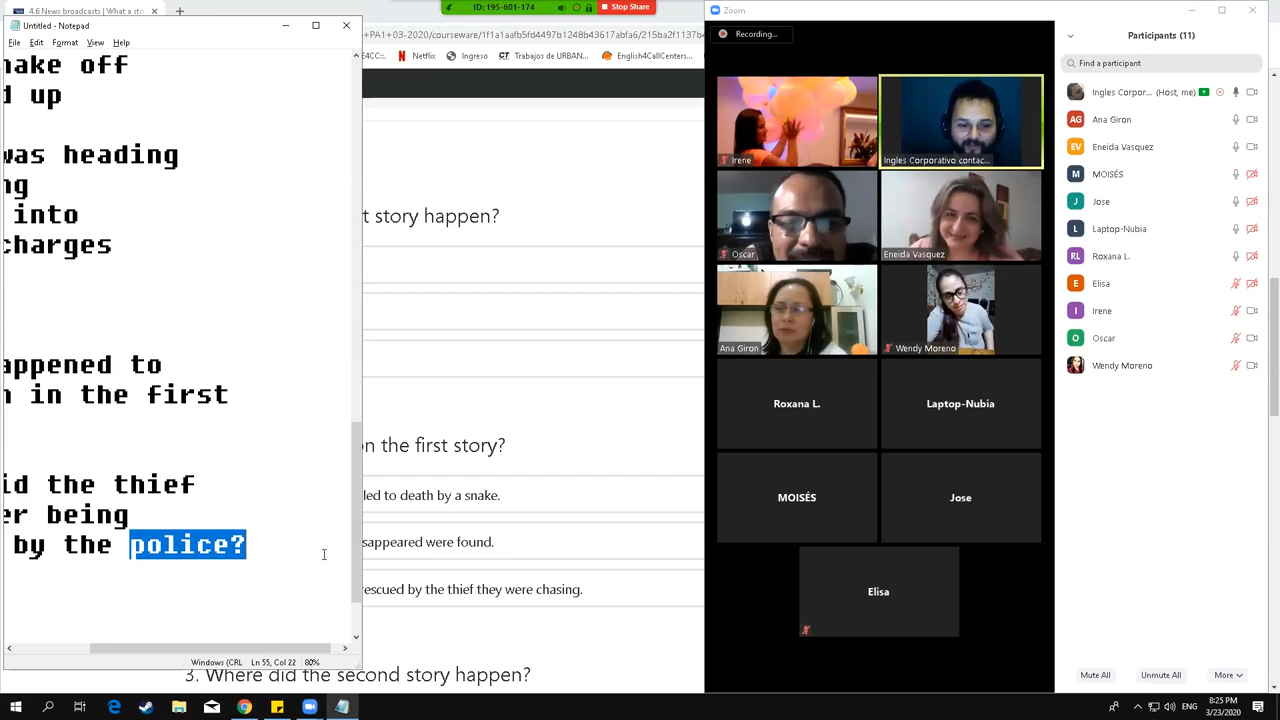 4.6 News broadcasts | What a sto
ID: 195-601-174
Stop Share
Zoom
Untitled - Notepad
File Edit Format View Help
Netflix
Ingreso
CT Trabajos de URBAN...
English4CallCenters...
Recording...
Participants (11)
Find a participant
nake off
d up
was heading
ng
into
charges
appened to
n in the first
id the thief
er being
by the police?
t story happen?
on the first story?
led to death by a snake.
sappeared were found.
rescued by the thief they were chasing.
3. Where did the second story happen?
Windows (CRL
Ln 55, Col 22
80%
Irene
Ingles Corporativo contac...
Oscar
Eneida Vasquez
Ana Giron
Wendy Moreno
Roxana L.
Laptop-Nubia
MOISÉS
Jose
Elisa
Ingles Corpor... (Host, me)
AG Ana Giron
EV Eneida Vasquez
M MOISÉS
J Jose
L Laptop-Nubia
RL Roxana L.
E Elisa
I Irene
O Oscar
Wendy Moreno
Mute All
Unmute All
More
ENG
8:25 PM
3/23/2020